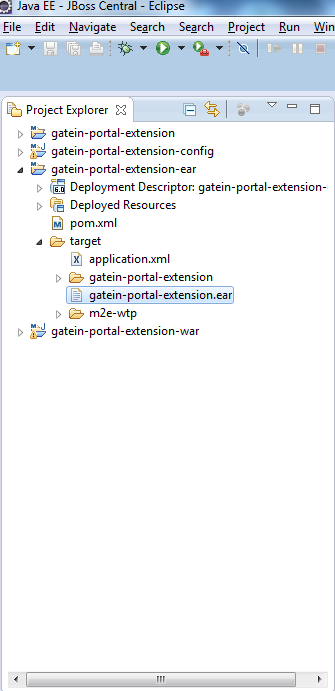 Java EE - JBoss Central - Eclipse
File Edit Navigate Search Search Project Run Win
Project Explorer
gatein-portal-extension
gatein-portal-extension-config
gatein-portal-extension-ear
Deployment Descriptor: gatein-portal-extension-
Deployed Resources
pom.xml
target
application.xml
gatein-portal-extension
gatein-portal-extension.ear
m2e-wtp
gatein-portal-extension-war